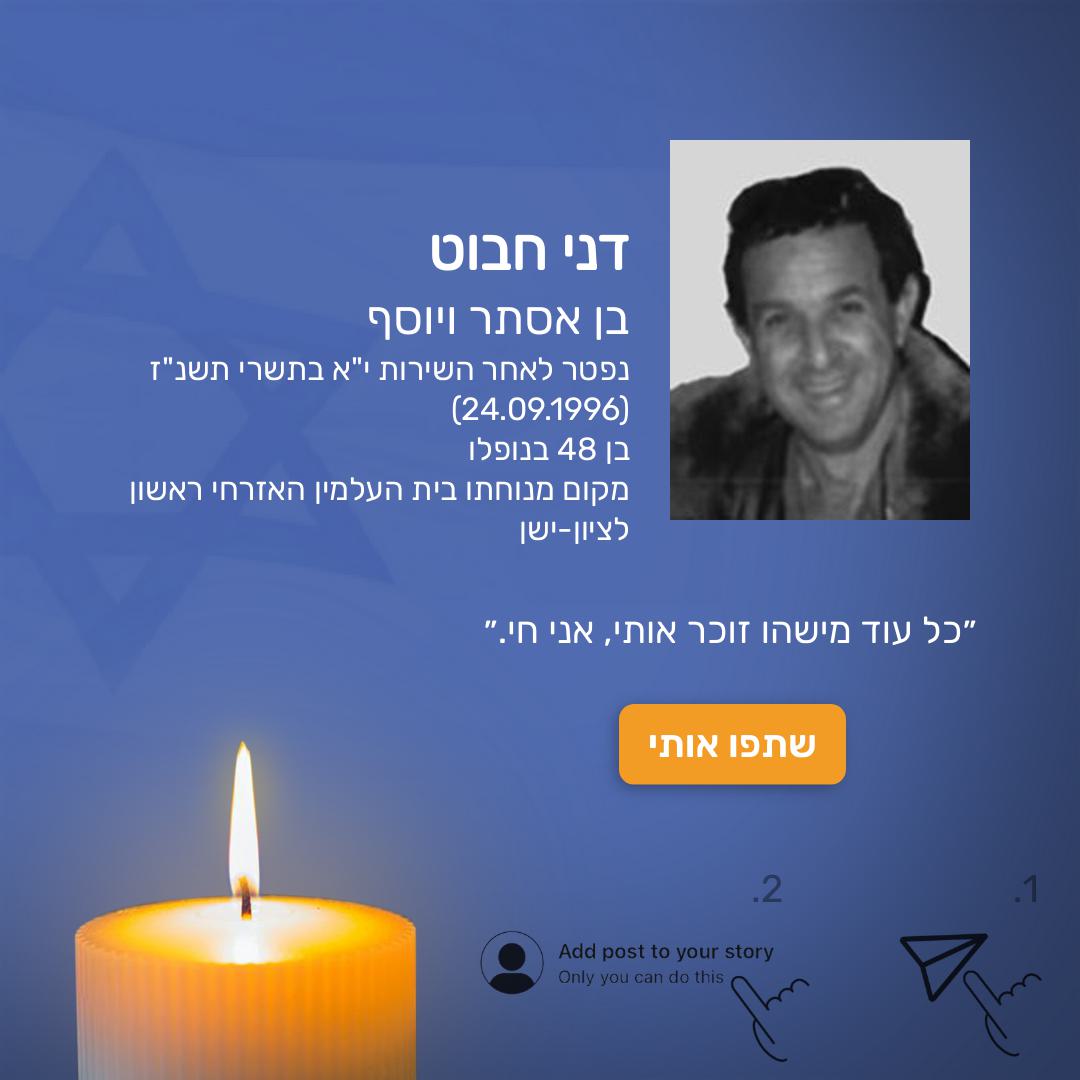 דני חבוט
בן אסתר ויוסף
נפטר לאחר השירות י"א בתשרי תשנ"ז
(24.09.1996)
בן 48 בנופלו
מקום מנוחתו בית העלמין האזרחי ראשון
לציון-ישן
״כל עוד מישהו זוכר אותי, אני חי.״
שתפו אותי
1.
2.
Add post to your story
Only you can do this